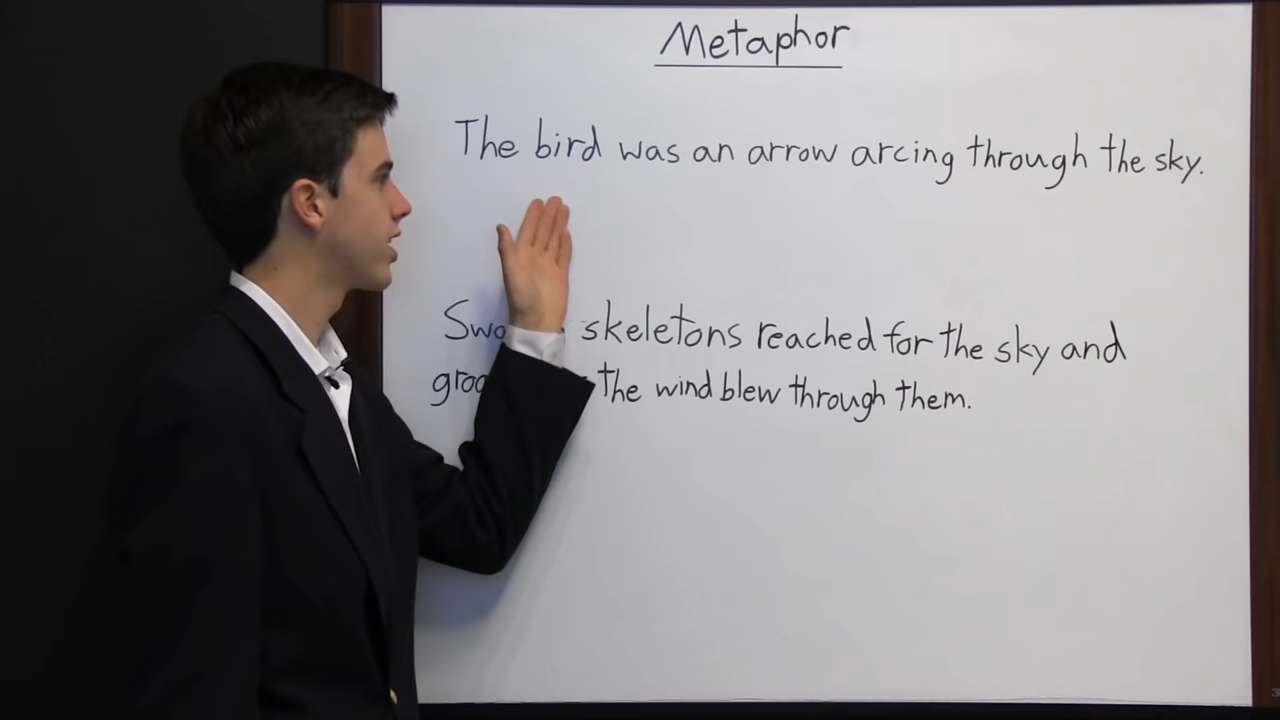 Metaphor
The bird was an arrow arcing through the sky.
skeletons reached for the sky and
the wind blew through them.